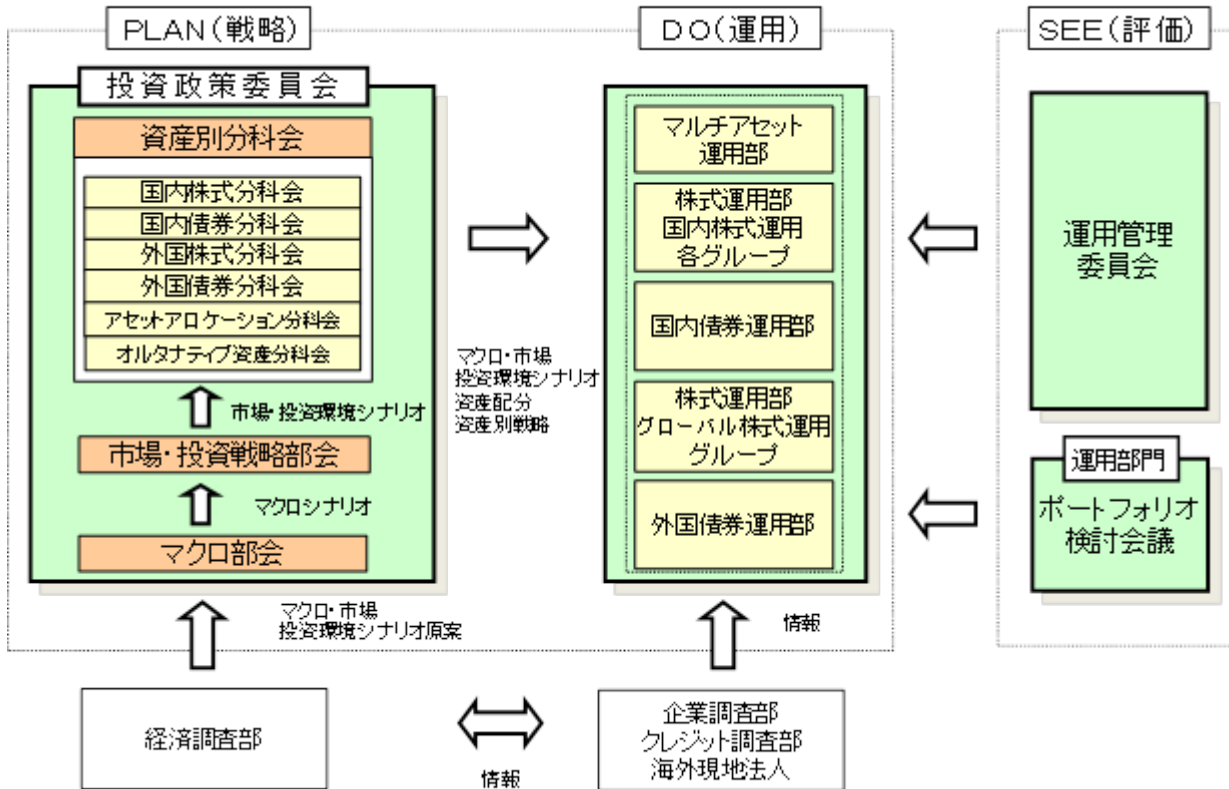 PLAN(戦略)
投資政策委員会
資産別分科会
国内株式分科会
国内債券分科会
外国株式分科会
外国債券分科会
アセットアロケーション分科会
オルタナティブ資産分科会
市場・投資環境シナリオ
市場・投資戦略部会
マクロシナリオ
マクロ部会
マクロ・市場
投資環境シナリオ原案
経済調査部
マクロ・市場
投資環境シナリオ
資産配分
資産別戦略
情報
DO(運用)
マルチアセット
運用部
株式運用部
国内株式運用
各グループ
国内債券運用部
株式運用部
グローバル株式運用
グループ
外国債券運用部
情報
企業調査部
クレジット調査部
海外現地法人
SEE(評価)
運用管理
委員会
運用部門
ポートフォリオ
検討会議